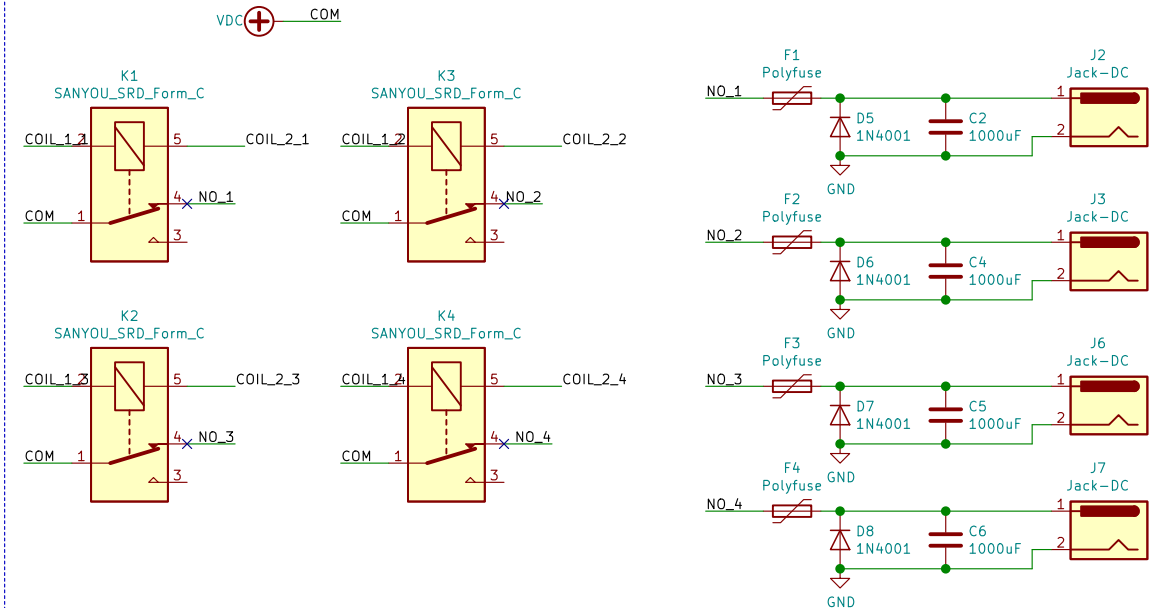 VDC
COM
K1
SANYOU_SRD_Form_C
COIL_1_1
2
5
COIL_2_1
4
NO_1
COM
1
3
K3
SANYOU_SRD_Form_C
COIL_1_2
2
5
COIL_2_2
4
NO_2
COM
1
3
K2
SANYOU_SRD_Form_C
COIL_1_3
2
5
COIL_2_3
4
NO_3
COM
1
3
K4
SANYOU_SRD_Form_C
COIL_1_4
2
5
COIL_2_4
4
NO_4
COM
1
3
F1
Polyfuse
NO_1
D5
1N4001
C2
1000uF
GND
J2
Jack-DC
1
2
F2
Polyfuse
NO_2
D6
1N4001
C4
1000uF
GND
J3
Jack-DC
1
2
F3
Polyfuse
NO_3
D7
1N4001
C5
1000uF
GND
J6
Jack-DC
1
2
F4
Polyfuse
NO_4
D8
1N4001
C6
1000uF
GND
J7
Jack-DC
1
2